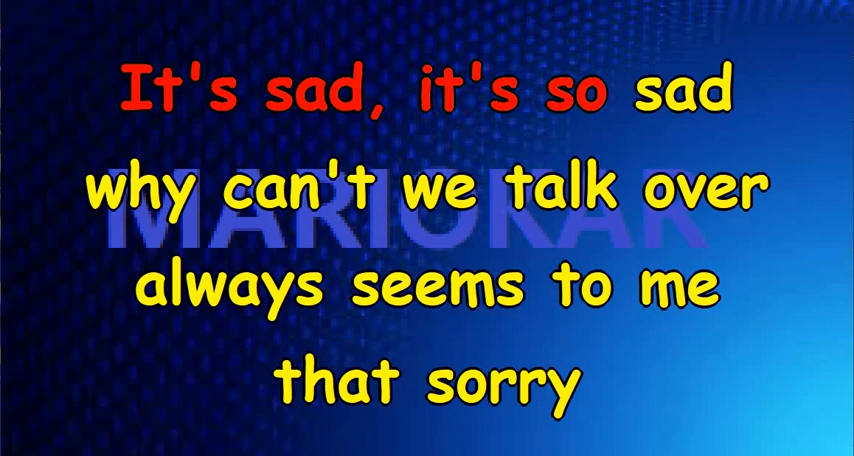 It's sad, it's so sad
why can't we talk over
MARIOKAR
always seems to me
that sorry